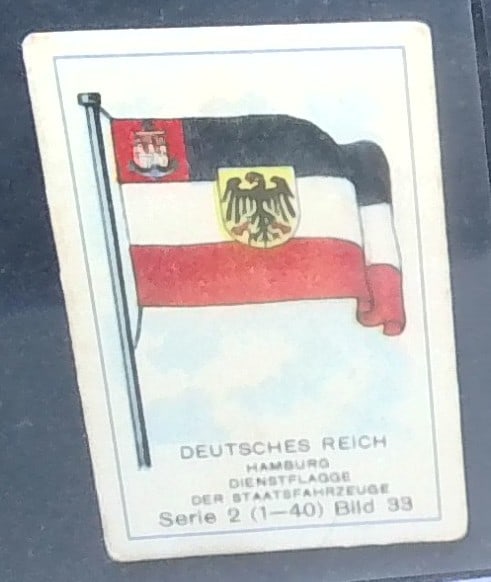 DEUTSCHES REICH
HAMBURG
DIENSTFLAGGE
DER STAATSFAHRZEUGE
Serie 2 (1—40) Bild 33